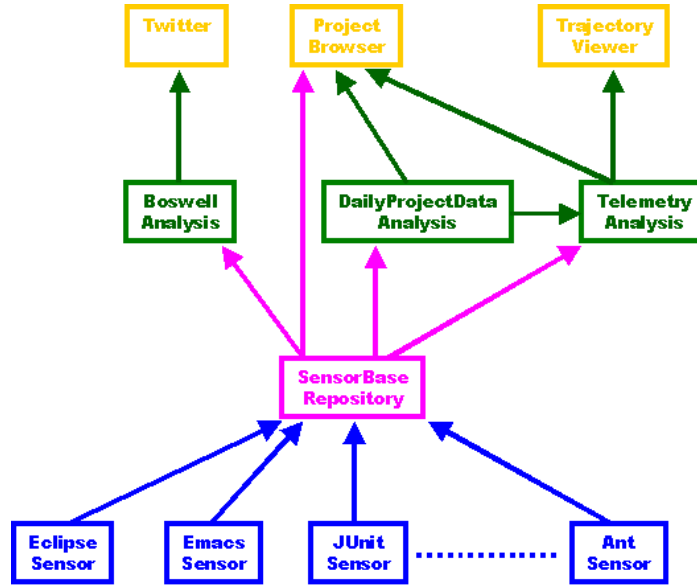 Twitter
Project
Browser
Trajectory
Viewer
Boswell
Analysis
DailyProjectData
Analysis
Telemetry
Analysis
SensorBase
Repository
Eclipse
Sensor
Emacs
Sensor
JUnit
Sensor
Ant
Sensor